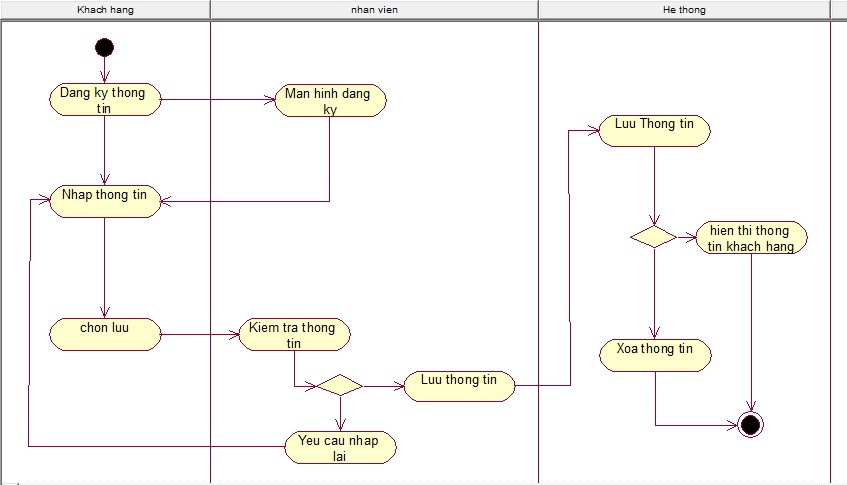 Khach hang
nhan vien
He thong
Dang ky thong
tin
Man hinh dang
ky
Luu Thong tin
Nhap thong tin
hien thi thong
tin khach hang
chon luu
Kiem tra thong
tin
Xoa thong tin
Luu thong tin
Yeu cau nhap
lai